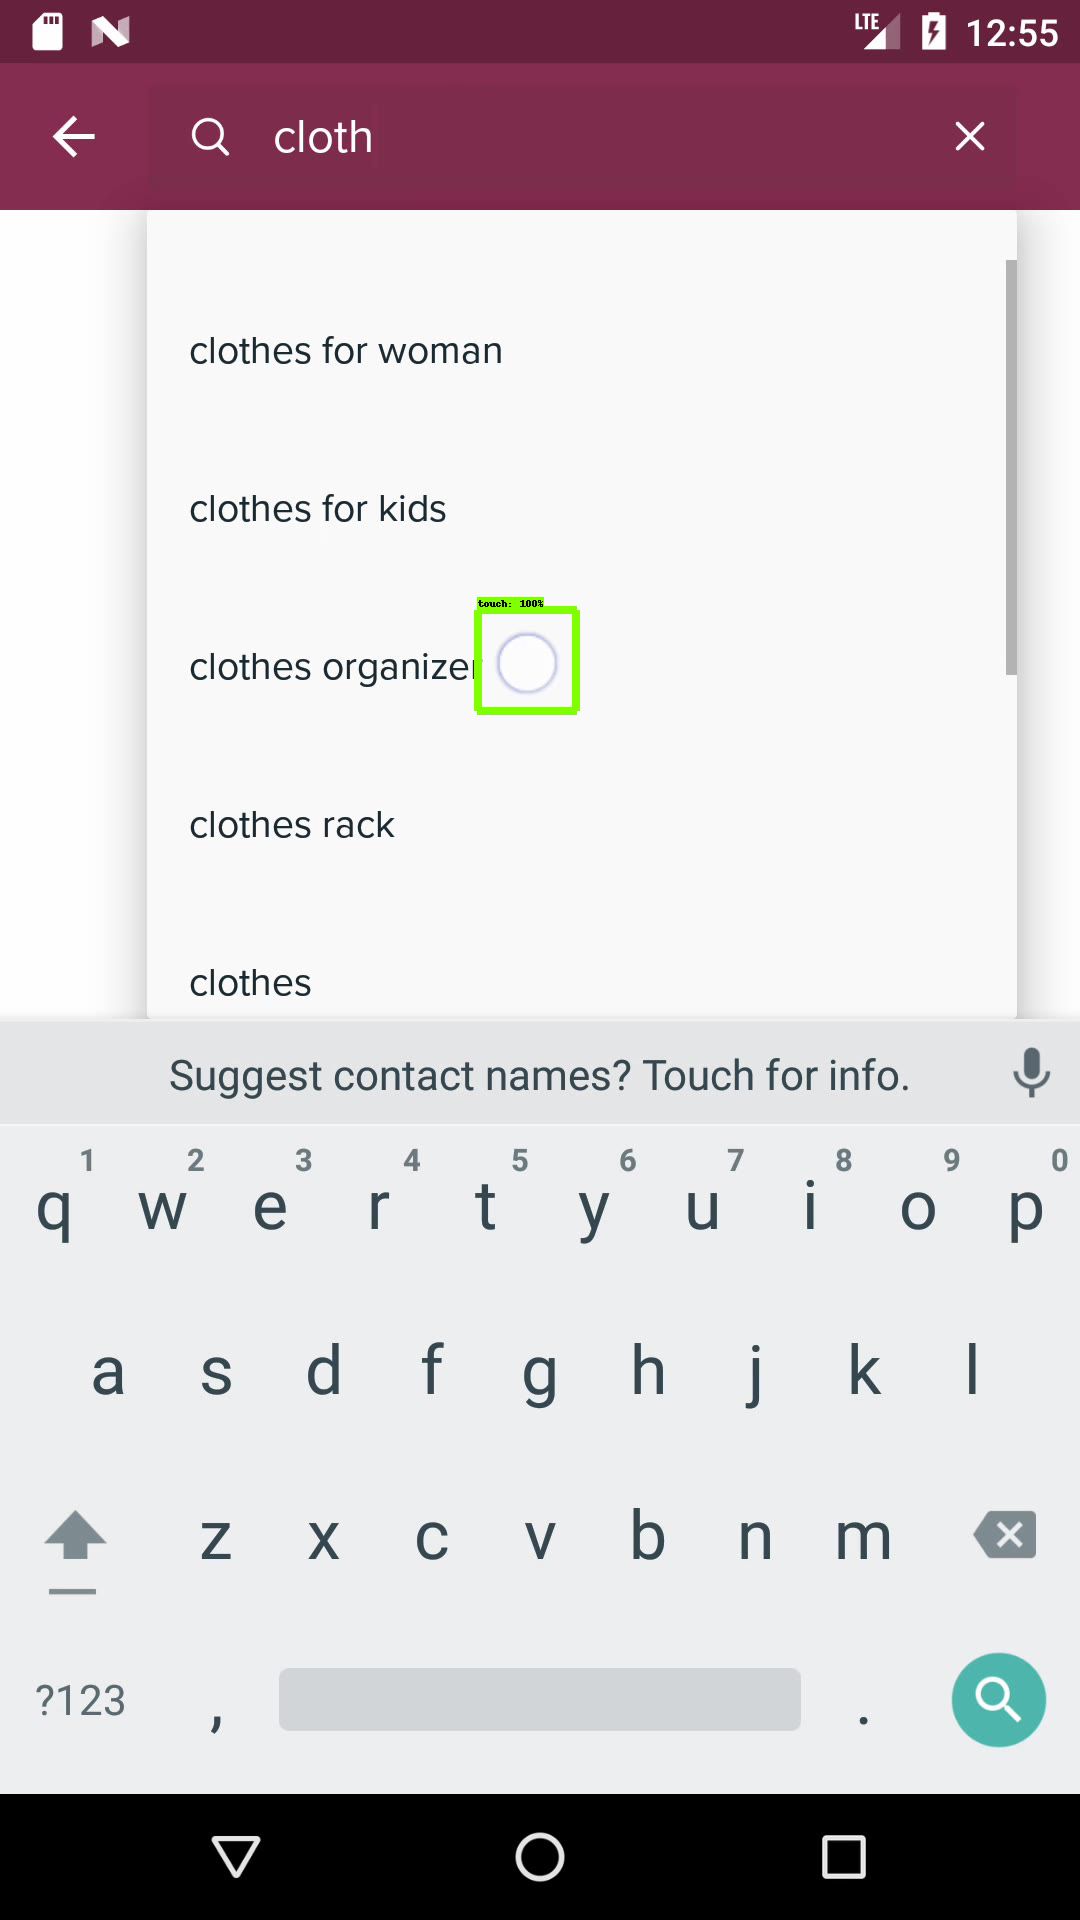 LTE 12:55
cloth
clothes for woman
clothes for kids
touch: 100%
clothes organizer
clothes rack
clothes
Suggest contact names? Touch for info.
1 2 3 4 5 6 7 8 9 0
q w e r t y u i o p
a s d f g h j k l
z x c v b n m
?123 , .